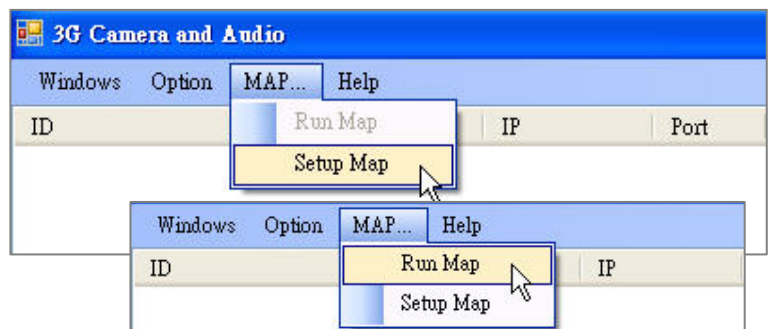 3G Camera and Audio
Windows Option MAP... Help
ID IP Port
Run Map
Setup Map
Windows Option MAP... Help
ID IP
Run Map
Setup Map